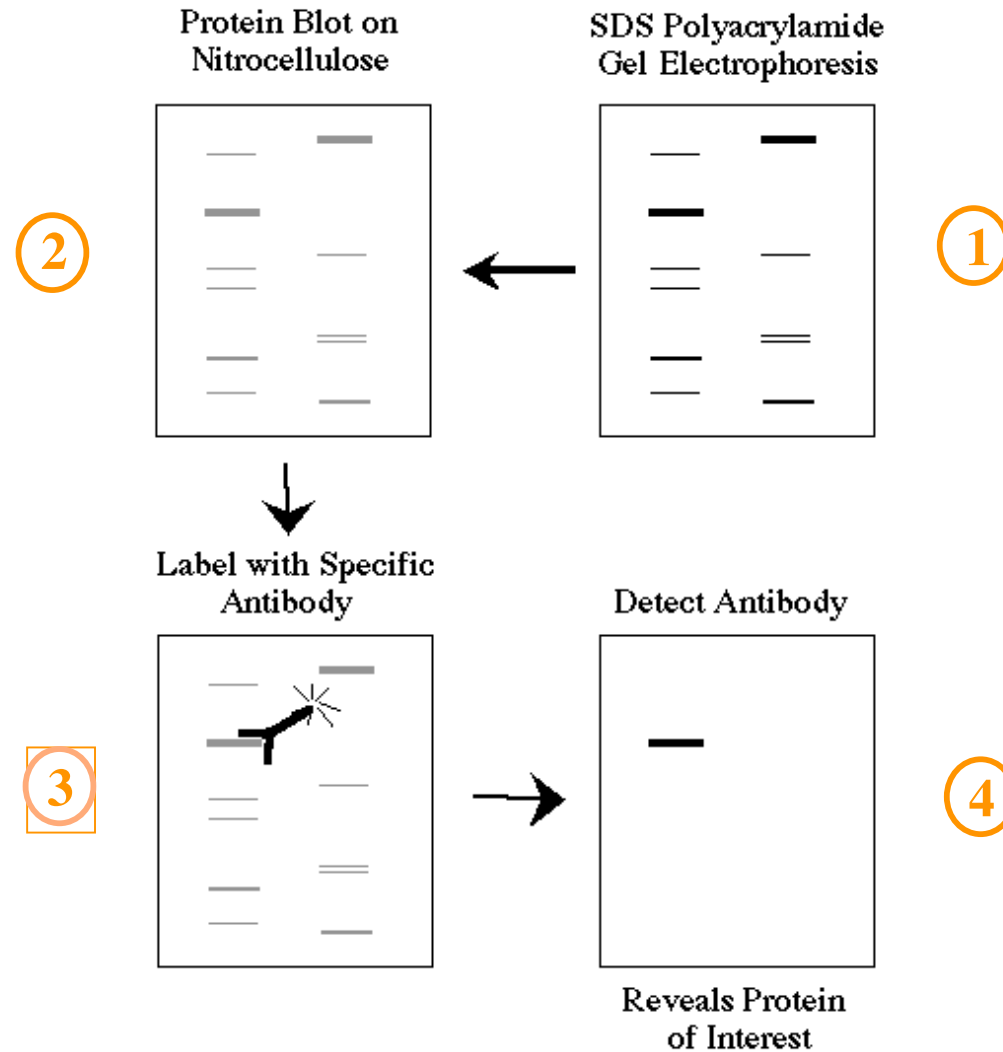 Protein Blot on
Nitrocellulose
SDS Polyacrylamide
Gel Electrophoresis
2
1
Label with Specific
Antibody
Detect Antibody
3
4
Reveals Protein
of Interest